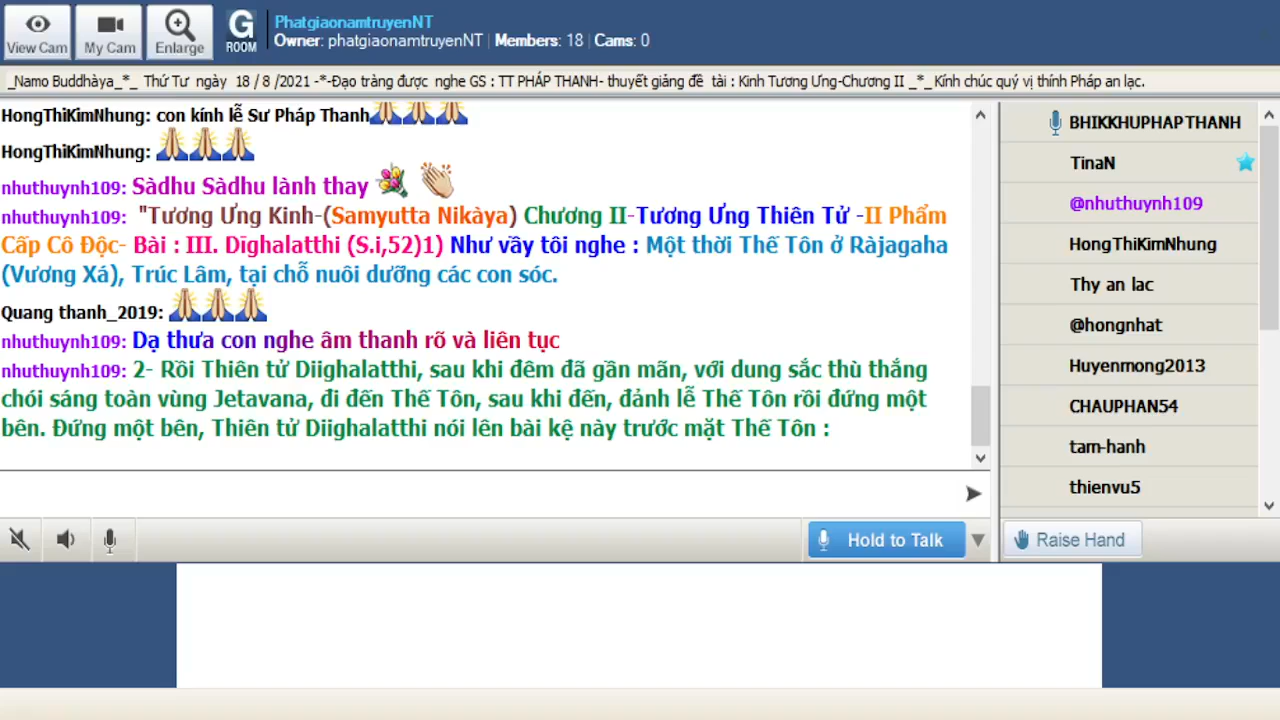 View Cam
My Cam
Enlarge
G
ROOM
PhatgiaonamtruyenNT
Owner: phatgiaonamtruyenNT | Members: 18 | Cams: 0
_Namo Buddhàya_*_ Thứ Tư ngày 18 / 8 /2021 -*-Đạo tràng được nghe GS : TT PHÁP THANH- thuyết giảng đề tài : Kinh Tương Ưng-Chương II _*_ Kính chúc quý vị thính Pháp an lạc.
HongThiKimNhung: con kính lễ Sư Pháp Thanh🙏🙏🙏
HongThiKimNhung: 🙏🙏🙏
nhuthuynh109: Sàdhu Sàdhu lành thay 💐 👏
nhuthuynh109: "Tương Ưng Kinh-(Samyutta Nikàya) Chương II-Tương Ưng Thiên Tử -II Phẩm
Cấp Cô Độc- Bài : III. Dīghalatthi (S.i,52)1) Như vầy tôi nghe : Một thời Thế Tôn ở Ràjagaha
(Vương Xá), Trúc Lâm, tại chỗ nuôi dưỡng các con sóc.
Quang thanh_2019: 🙏🙏🙏
nhuthuynh109: Dạ thưa con nghe âm thanh rõ và liên tục
nhuthuynh109: 2- Rồi Thiên tử Diighalatthi, sau khi đêm đã gần mãn, với dung sắc thù thắng
chói sáng toàn vùng Jetavana, đi đến Thế Tôn, sau khi đến, đảnh lễ Thế Tôn rồi đứng một
bên. Đứng một bên, Thiên tử Diighalatthi nói lên bài kệ này trước mặt Thế Tôn :
BHIKKHUPHAPTHANH
TinaN
@nhuthuynh109
HongThiKimNhung
Thy an lac
@hongnhat
Huyenmong2013
CHAUPHAN54
tam-hanh
thienvu5
Hold to Talk
Raise Hand